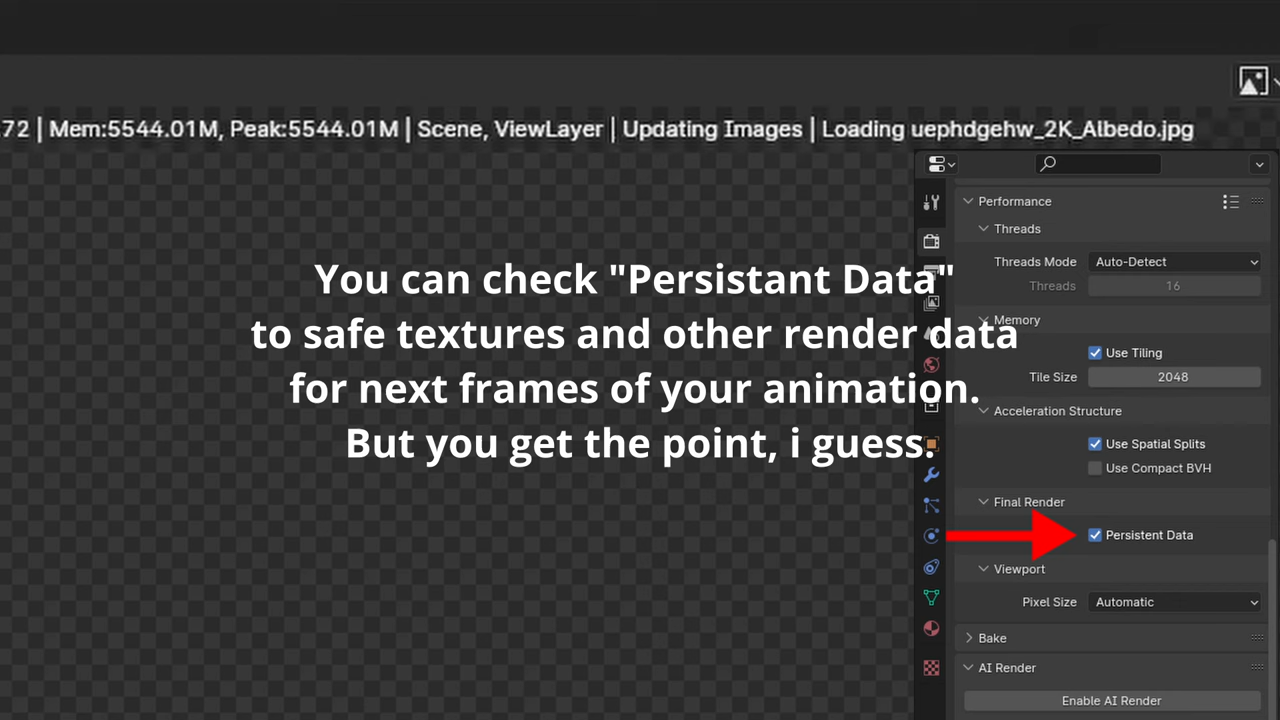 72 | Mem:5544.01M, Peak:5544.01M | Scene, ViewLayer | Updating Images | Loading uephdgehw_2K_Albedo.jpg
You can check "Persistant Data"
to safe textures and other render data
for next frames of your animation.
But you get the point, i guess.
Performance
Threads
Threads Mode Auto-Detect
Threads 16
Memory
Use Tiling
Tile Size 2048
Acceleration Structure
Use Spatial Splits
Use Compact BVH
Final Render
Persistent Data
Viewport
Pixel Size Automatic
Bake
AI Render
Enable AI Render